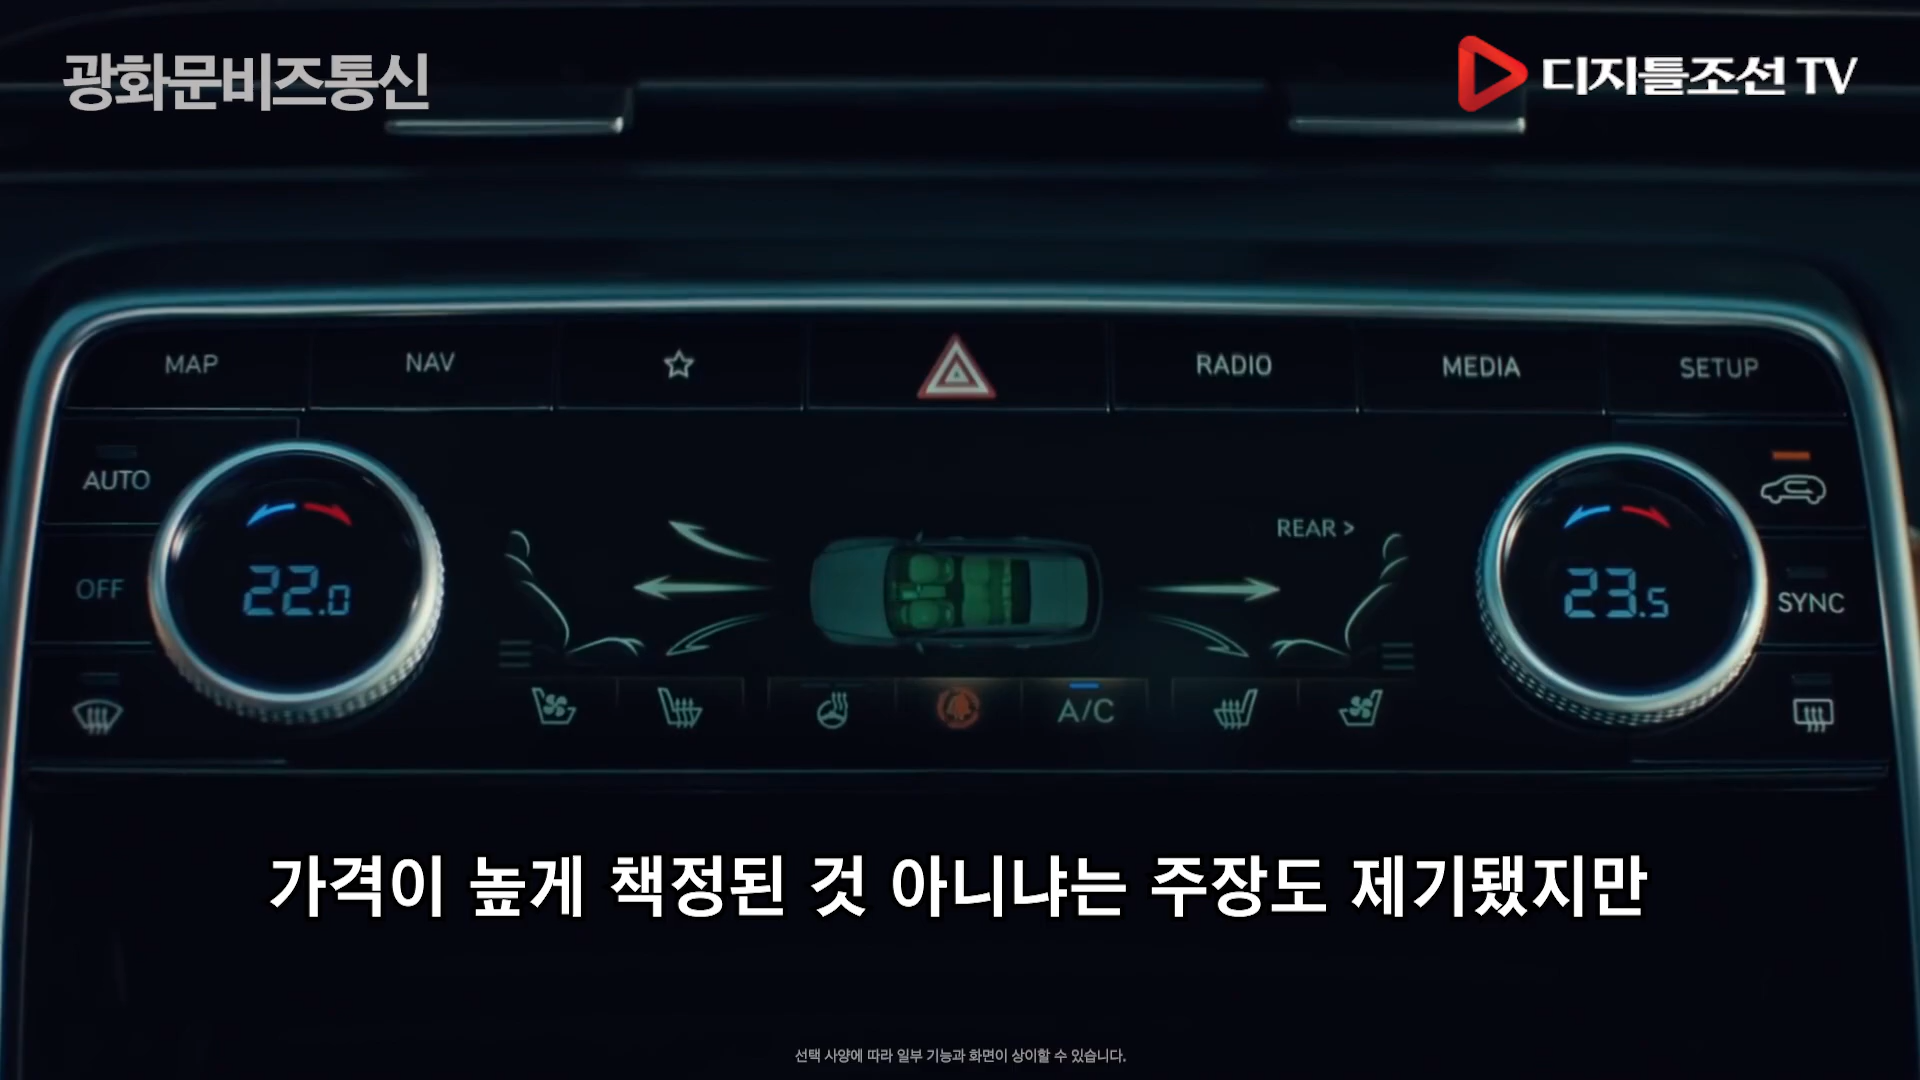 광화문비즈통신
디지틀조선TV
MAP NAV RADIO MEDIA SETUP
AUTO
REAR >
OFF
22.0
23.5
SYNC
A/C
가격이 높게 책정된 것 아니냐는 주장도 제기됐지만
선택 사양에 따라 일부 기능과 화면이 상이할 수 있습니다.